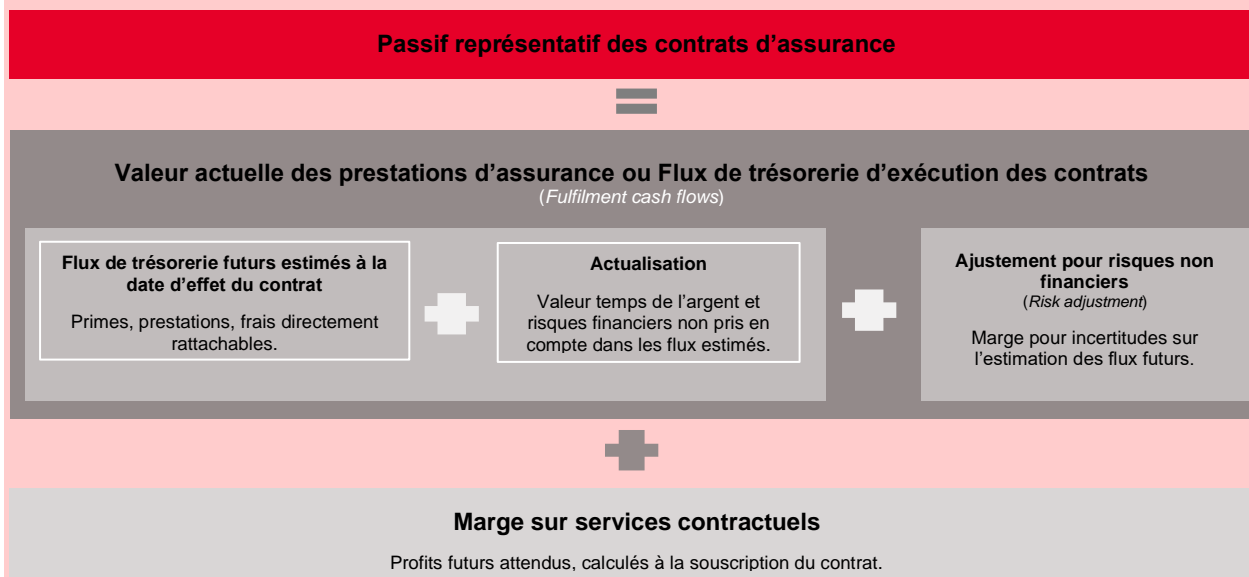 Passif représentatif des contrats d’assurance
=
Valeur actuelle des prestations d’assurance ou Flux de trésorerie d’exécution des contrats
(Fulfilment cash flows)
Flux de trésorerie futurs estimés à la
date d’effet du contrat
Primes, prestations, frais directement
rattachables.
+
Actualisation
Valeur temps de l’argent et
risques financiers non pris en
compte dans les flux estimés.
+
Ajustement pour risques non
financiers
(Risk adjustment)
Marge pour incertitudes sur
l’estimation des flux futurs.
+
Marge sur services contractuels
Profits futurs attendus, calculés à la souscription du contrat.